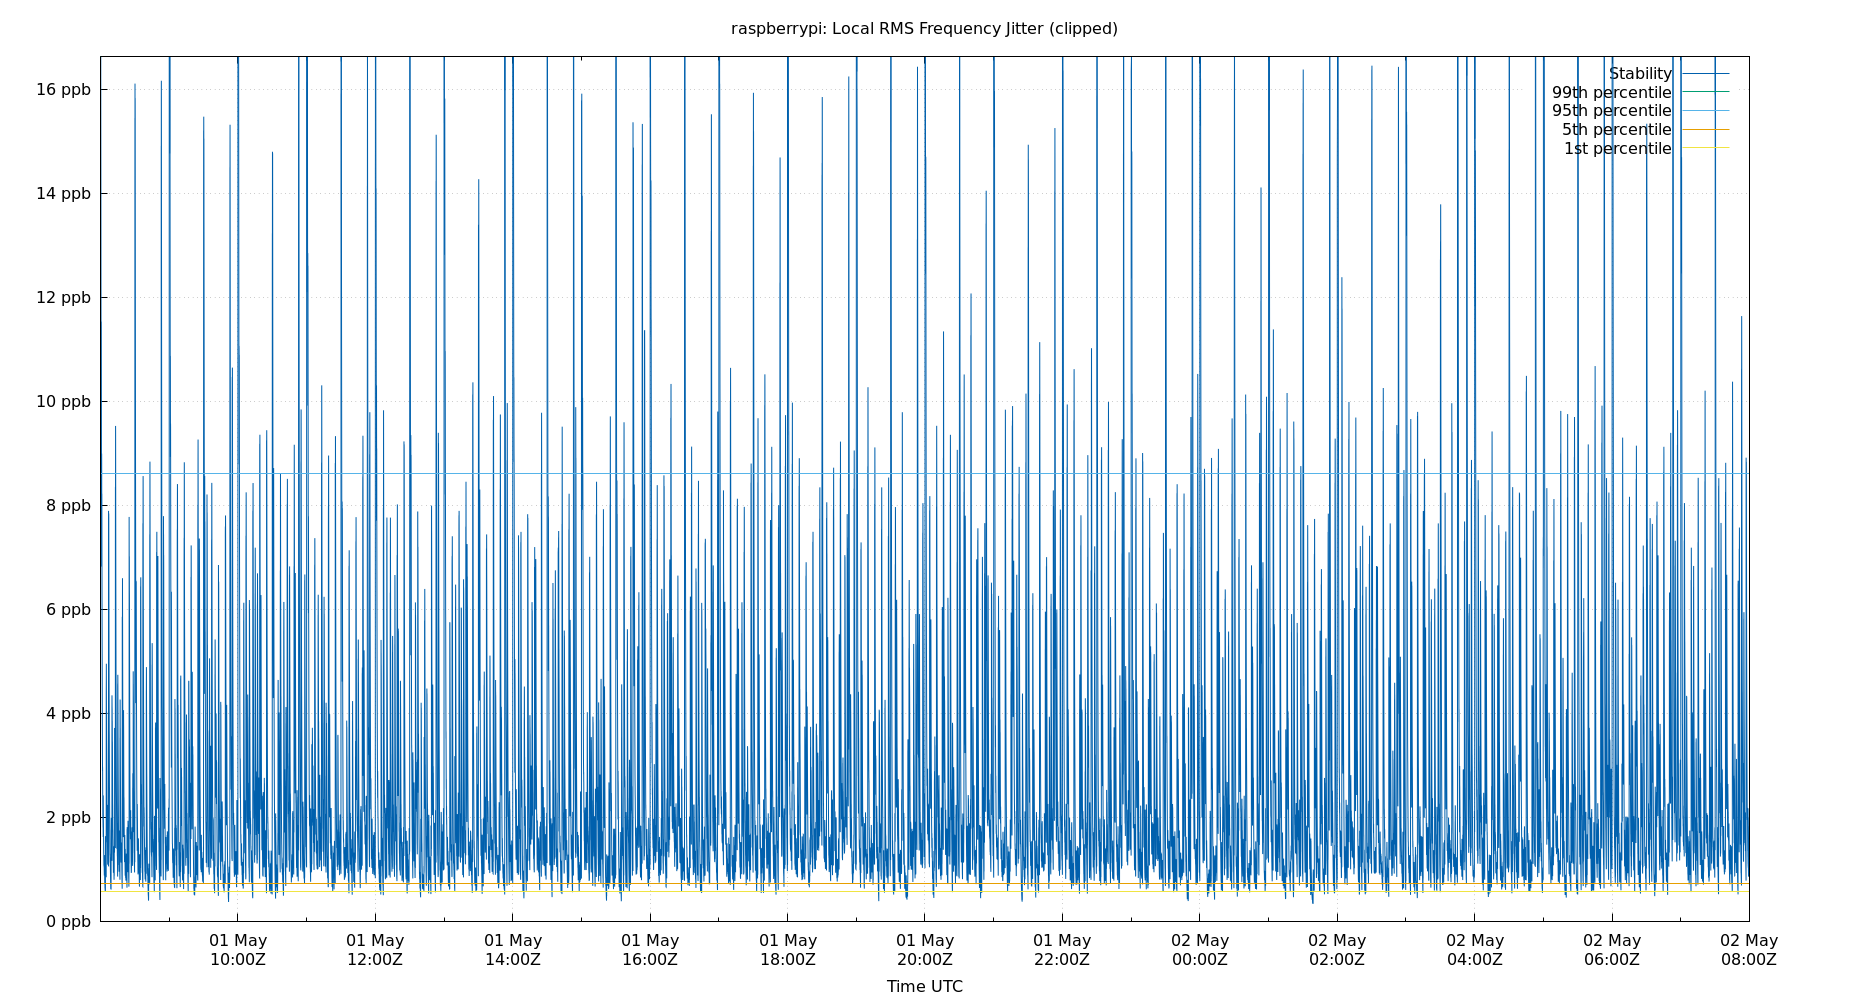 raspberrypi: Local RMS Frequency Jitter (clipped)
16 ppb
14 ppb
12 ppb
10 ppb
8 ppb
6 ppb
4 ppb
2 ppb
0 ppb
Stability
99th percentile
95th percentile
5th percentile
1st percentile
01 May 01 May 01 May 01 May 01 May 01 May 01 May 02 May 02 May 02 May 02 May 02 May
10:00Z 12:00Z 14:00Z 16:00Z 18:00Z 20:00Z 22:00Z 00:00Z 02:00Z 04:00Z 06:00Z 08:00Z
Time UTC